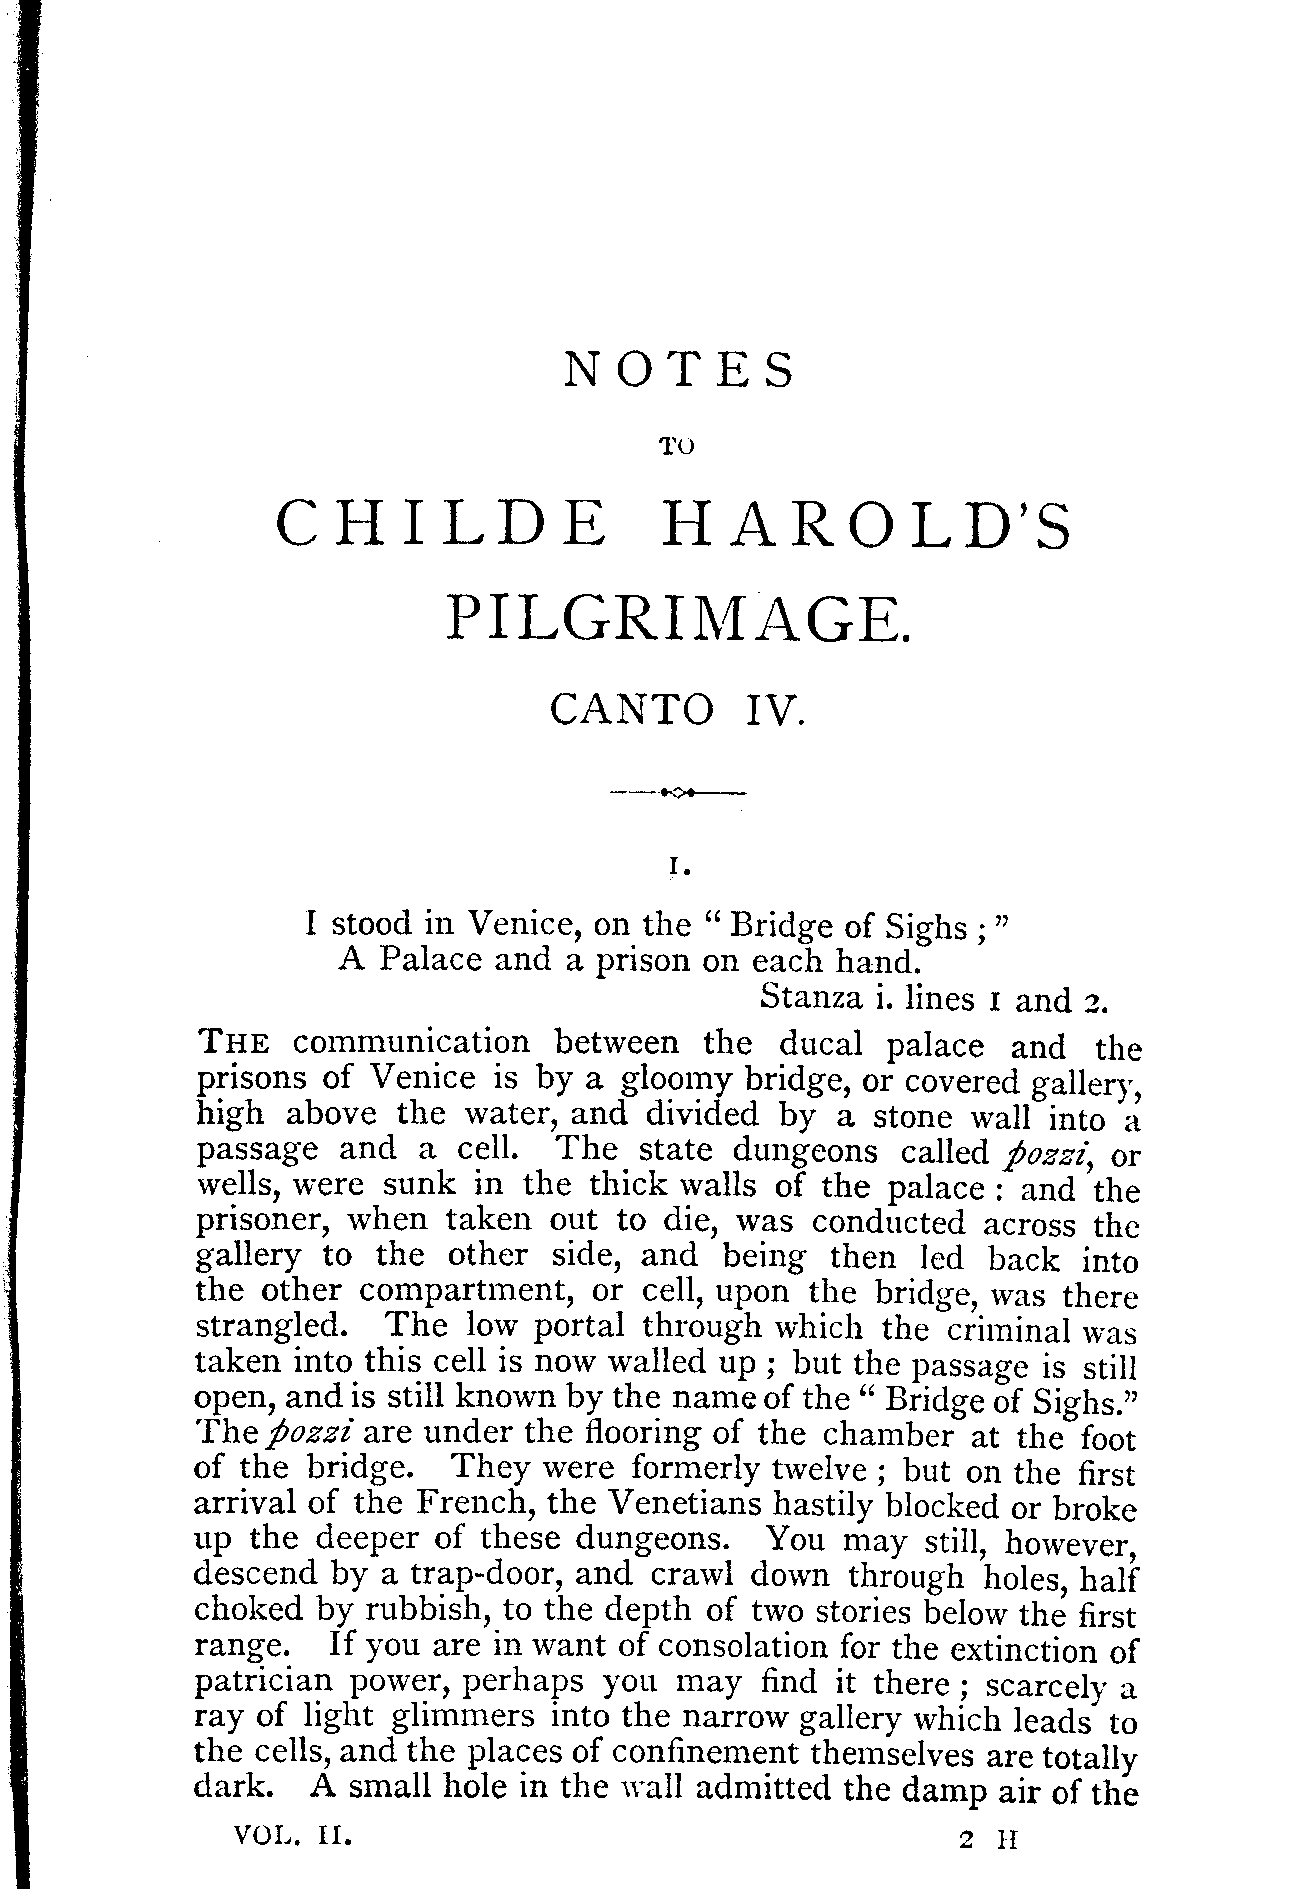 NOTES
TO
CHILDE HAROLD'S
PILGRIMAGE.
CANTO IV.
1.
I stood in Venice, on the “Bridge of Sighs;”
A Palace and a prison on each hand.
Stanza i. lines 1 and 2.
THE communication between the ducal palace and the
prisons of Venice is by a gloomy bridge, or covered gallery,
high above the water, and divided by a stone wall into a
passage and a cell. The state dungeons called pozzi, or
wells, were sunk in the thick walls of the palace: and the
prisoner, when taken out to die, was conducted across the
gallery to the other side, and being then led back into
the other compartment, or cell, upon the bridge, was there
strangled. The low portal through which the criminal was
taken into this cell is now walled up; but the passage is still
open, and is still known by the name of the “Bridge of Sighs.”
The pozzi are under the flooring of the chamber at the foot
of the bridge. They were formerly twelve; but on the first
arrival of the French, the Venetians hastily blocked or broke
up the deeper of these dungeons. You may still, however,
descend by a trap-door, and crawl down through holes, half
choked by rubbish, to the depth of two stories below the first
range. If you are in want of consolation for the extinction of
patrician power, perhaps you may find it there; scarcely a
ray of light glimmers into the narrow gallery which leads to
the cells, and the places of confinement themselves are totally
dark. A small hole in the wall admitted the damp air of the
VOL. II. 2 H